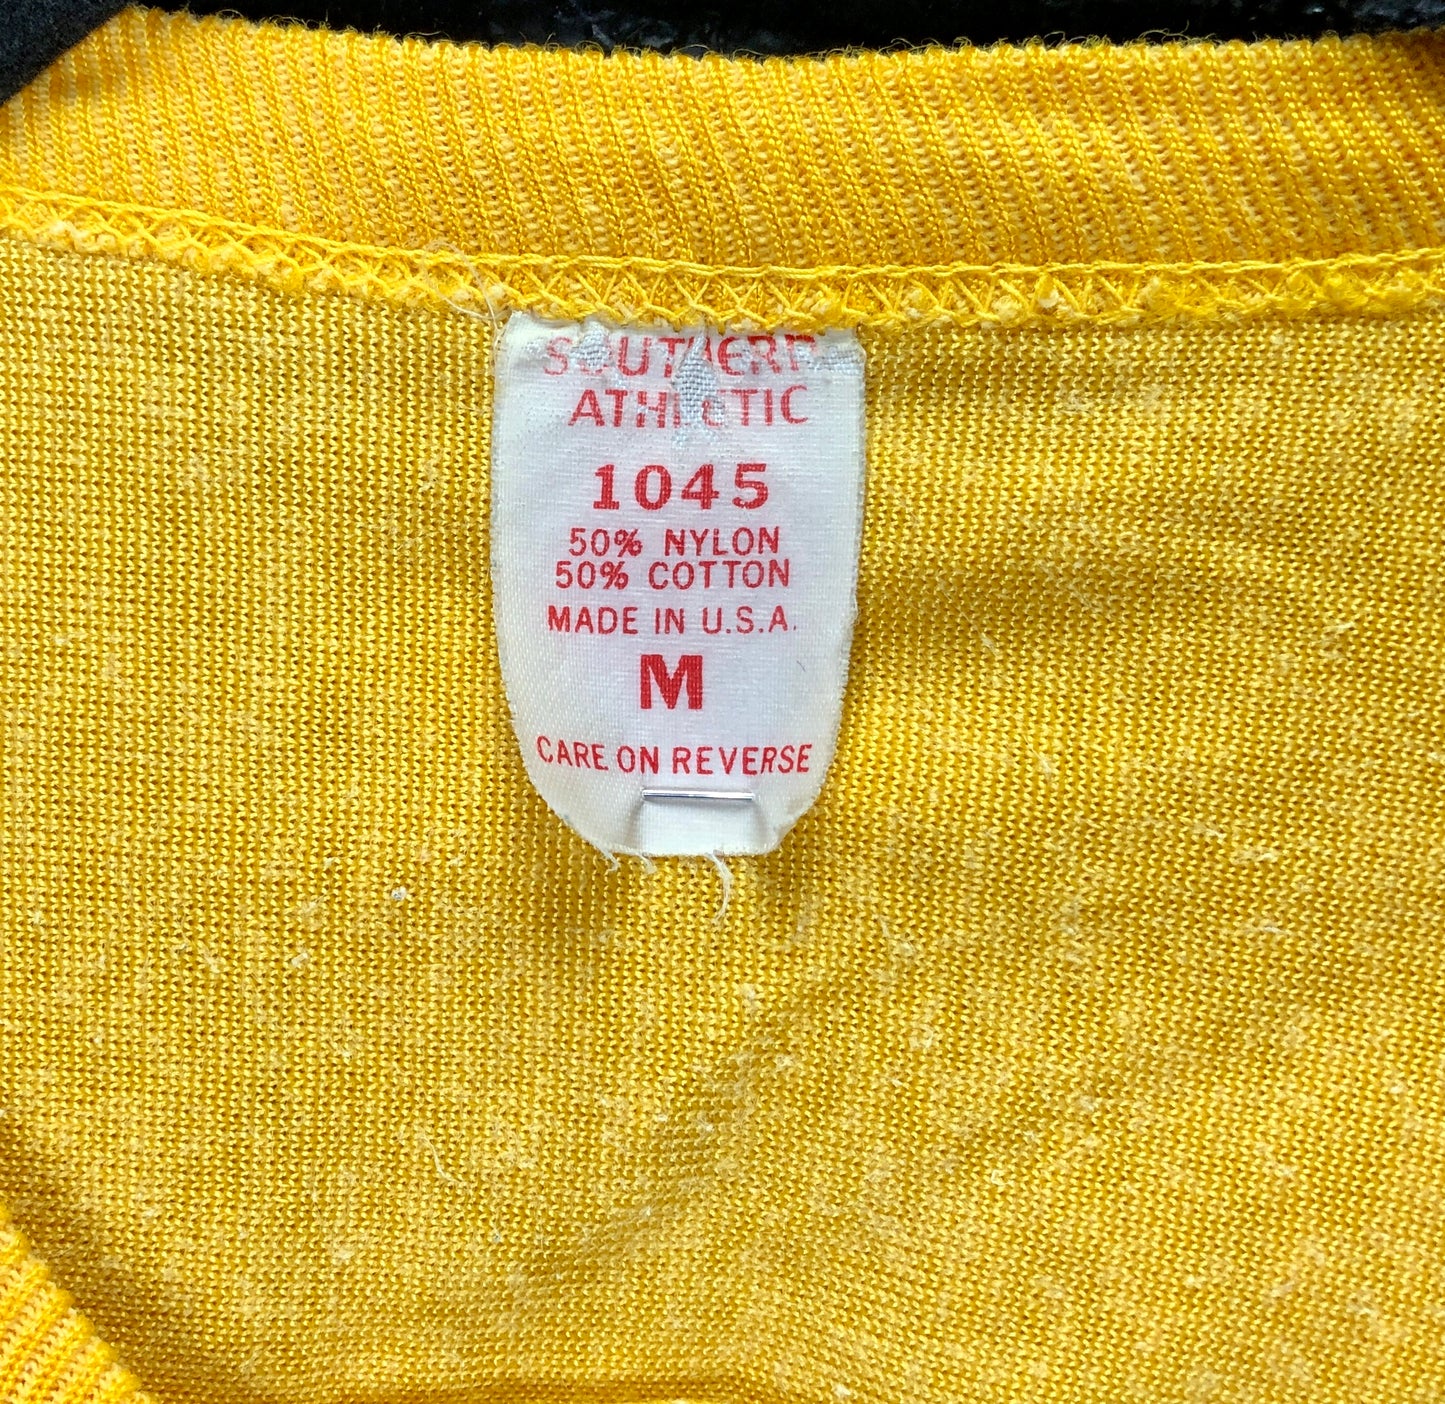 SOUTHERN
ATHLETIC
1045
50% NYLON
50% COTTON
MADE IN U.S.A.
M
CARE ON REVERSE